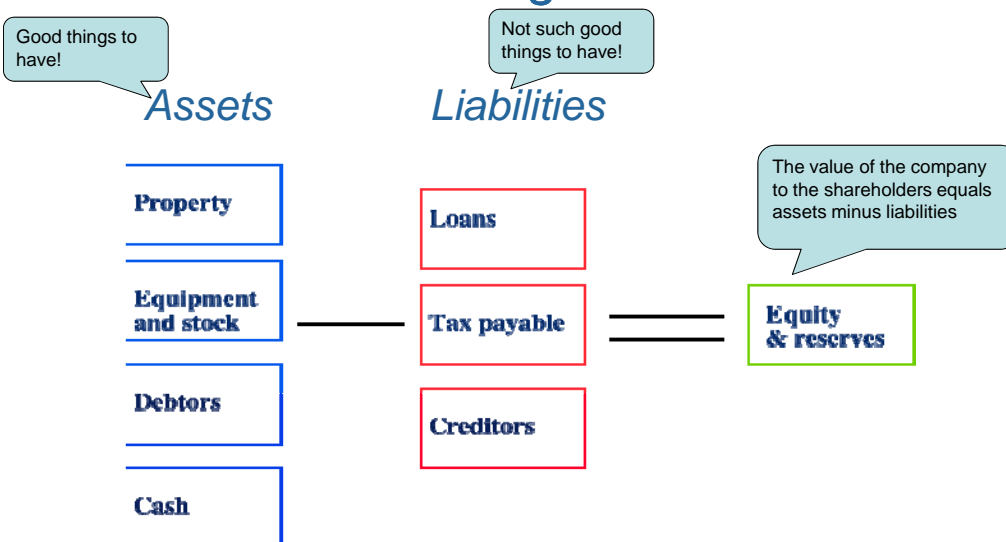 Good things to
have!
Not such good
things to have!
Assets
Liabilities
The value of the company
to the shareholders equals
assets minus liabilities
Property
Loans
Equipment
and stock
Tax payable
Equity
& reserves
Debtors
Creditors
Cash